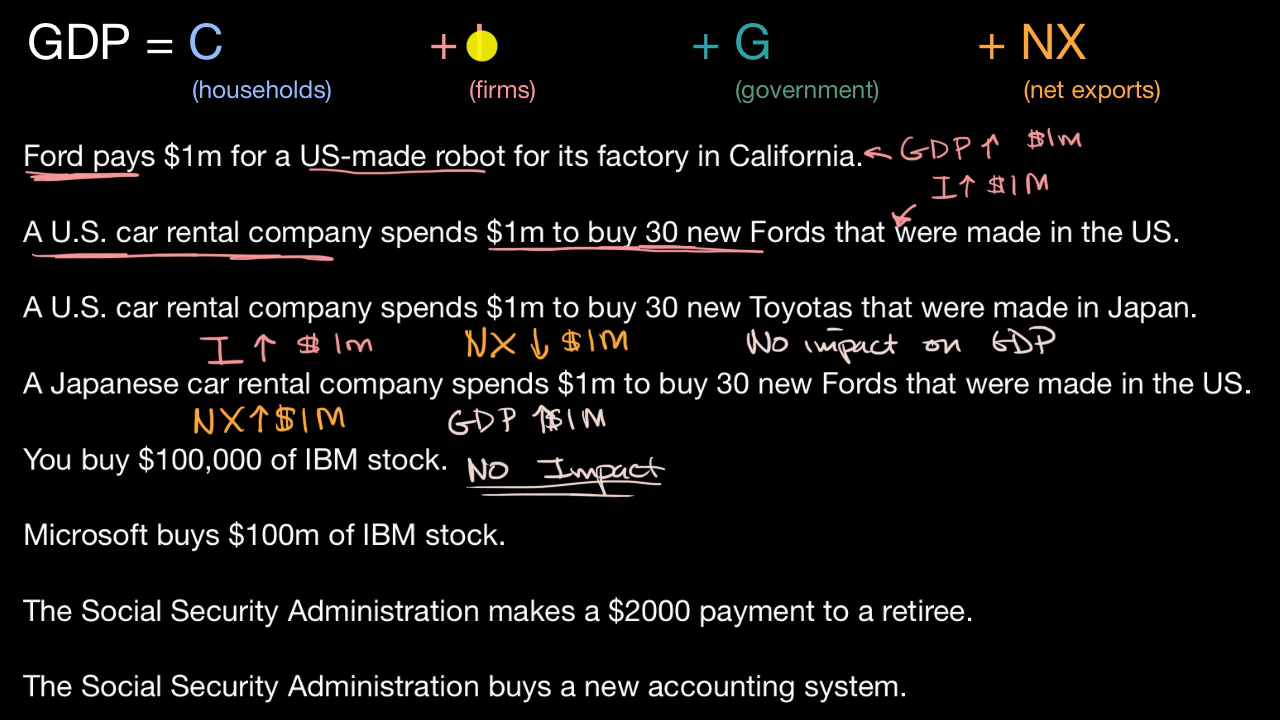 GDP = C + I + G + NX
(households) (firms) (government) (net exports)
Ford pays $1m for a US-made robot for its factory in California. ← GDP ↑ $1M
I ↑ $1M
A U.S. car rental company spends $1m to buy 30 new Fords that were made in the US.
A U.S. car rental company spends $1m to buy 30 new Toyotas that were made in Japan.
I ↑ $1M NX ↓ $1M No impact on GDP
A Japanese car rental company spends $1m to buy 30 new Fords that were made in the US.
NX ↑ $1M GDP ↑ $1M
You buy $100,000 of IBM stock. NO Impact
Microsoft buys $100m of IBM stock.
The Social Security Administration makes a $2000 payment to a retiree.
The Social Security Administration buys a new accounting system.